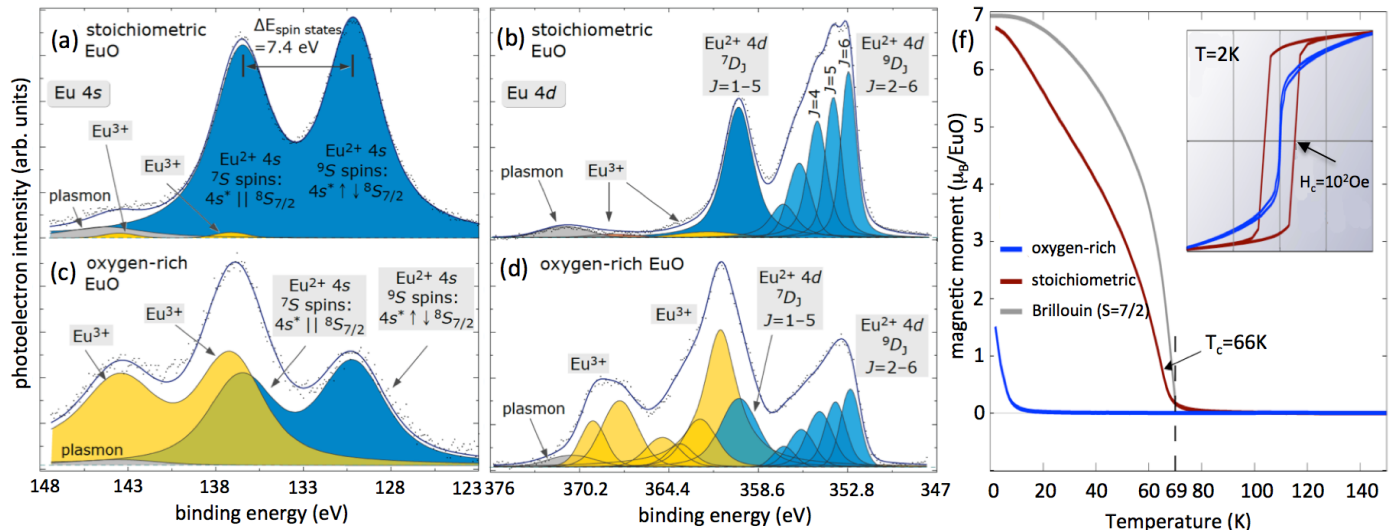 photoelectron intensity (arb. units)
(a) stoichiometric
EuO
ΔE_spin states
=7.4 eV
Eu 4s
Eu³⁺
Eu³⁺
plasmon
Eu²⁺ 4s
⁷S spins:
4s* || ⁸S₇/₂
Eu²⁺ 4s
⁹S spins:
4s*↑↓⁸S₇/₂
(b) stoichiometric
EuO
Eu 4d
Eu²⁺ 4d
⁷D_J
J=1–5
J=4
J=5
J=6
Eu²⁺ 4d
⁹D_J
J=2–6
plasmon
Eu³⁺
(c) oxygen-rich
EuO
Eu³⁺
Eu³⁺
Eu²⁺ 4s
⁷S spins:
4s* || ⁸S₇/₂
Eu²⁺ 4s
⁹S spins:
4s*↑↓⁸S₇/₂
plasmon
148 143 138 133 128 123
binding energy (eV)
(d) oxygen-rich EuO
Eu³⁺
Eu³⁺
Eu²⁺ 4d
⁷D_J
J=1–5
Eu²⁺ 4d
⁹D_J
J=2–6
plasmon
376 370.2 364.4 358.6 352.8 347
binding energy (eV)
(f)
magnetic moment (μ_B/EuO)
7
6
5
4
3
2
1
0
T=2K
H_c=10²Oe
oxygen-rich
stoichiometric
Brillouin (S=7/2)
T_c=66K
0 20 40 60 69 80 100 120 140
Temperature (K)